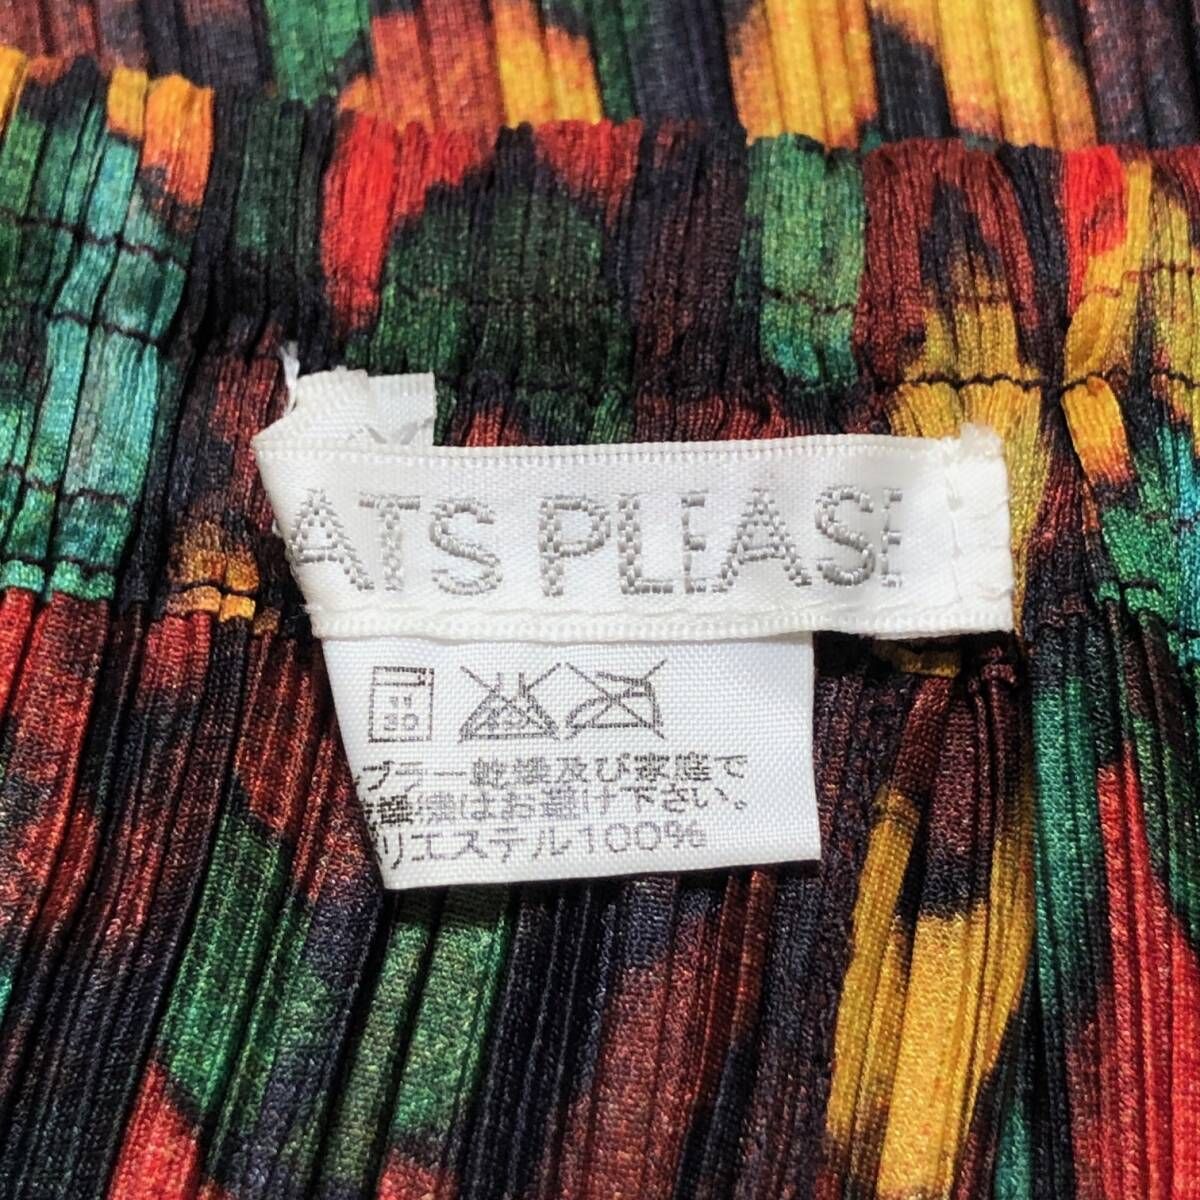 ATS PLEASE
ンブラー乾燥及び家庭で
乾燥機はお避け下さい。
リエステル100%